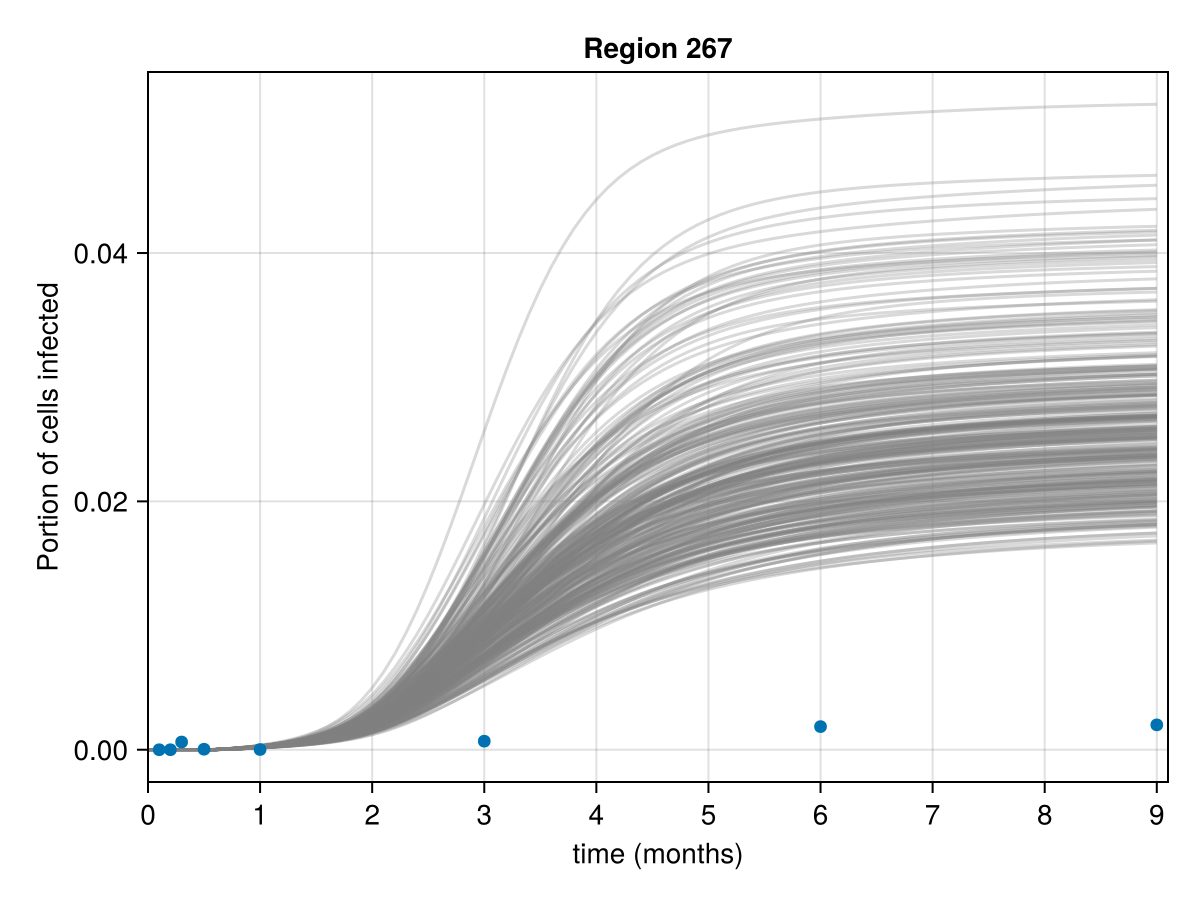 Region 267
Portion of cells infected
0.04
0.02
0.00
0 1 2 3 4 5 6 7 8 9
time (months)